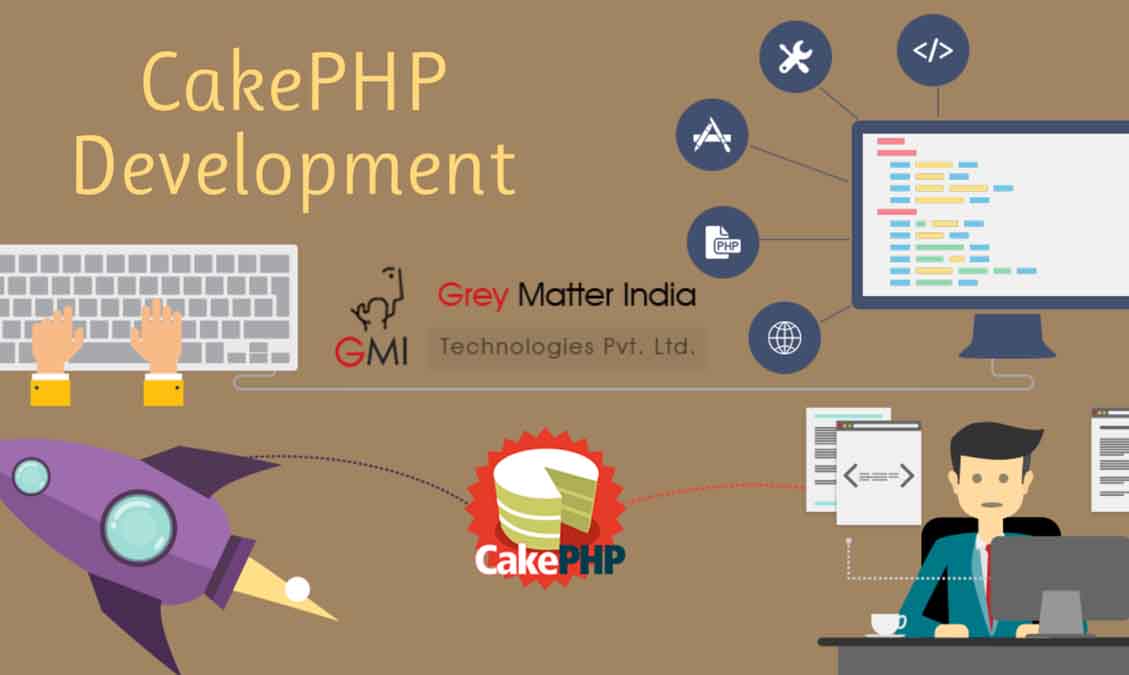 CakePHP
Development
PHP
Grey Matter India
GMI
Technologies Pvt. Ltd.
CakePHP